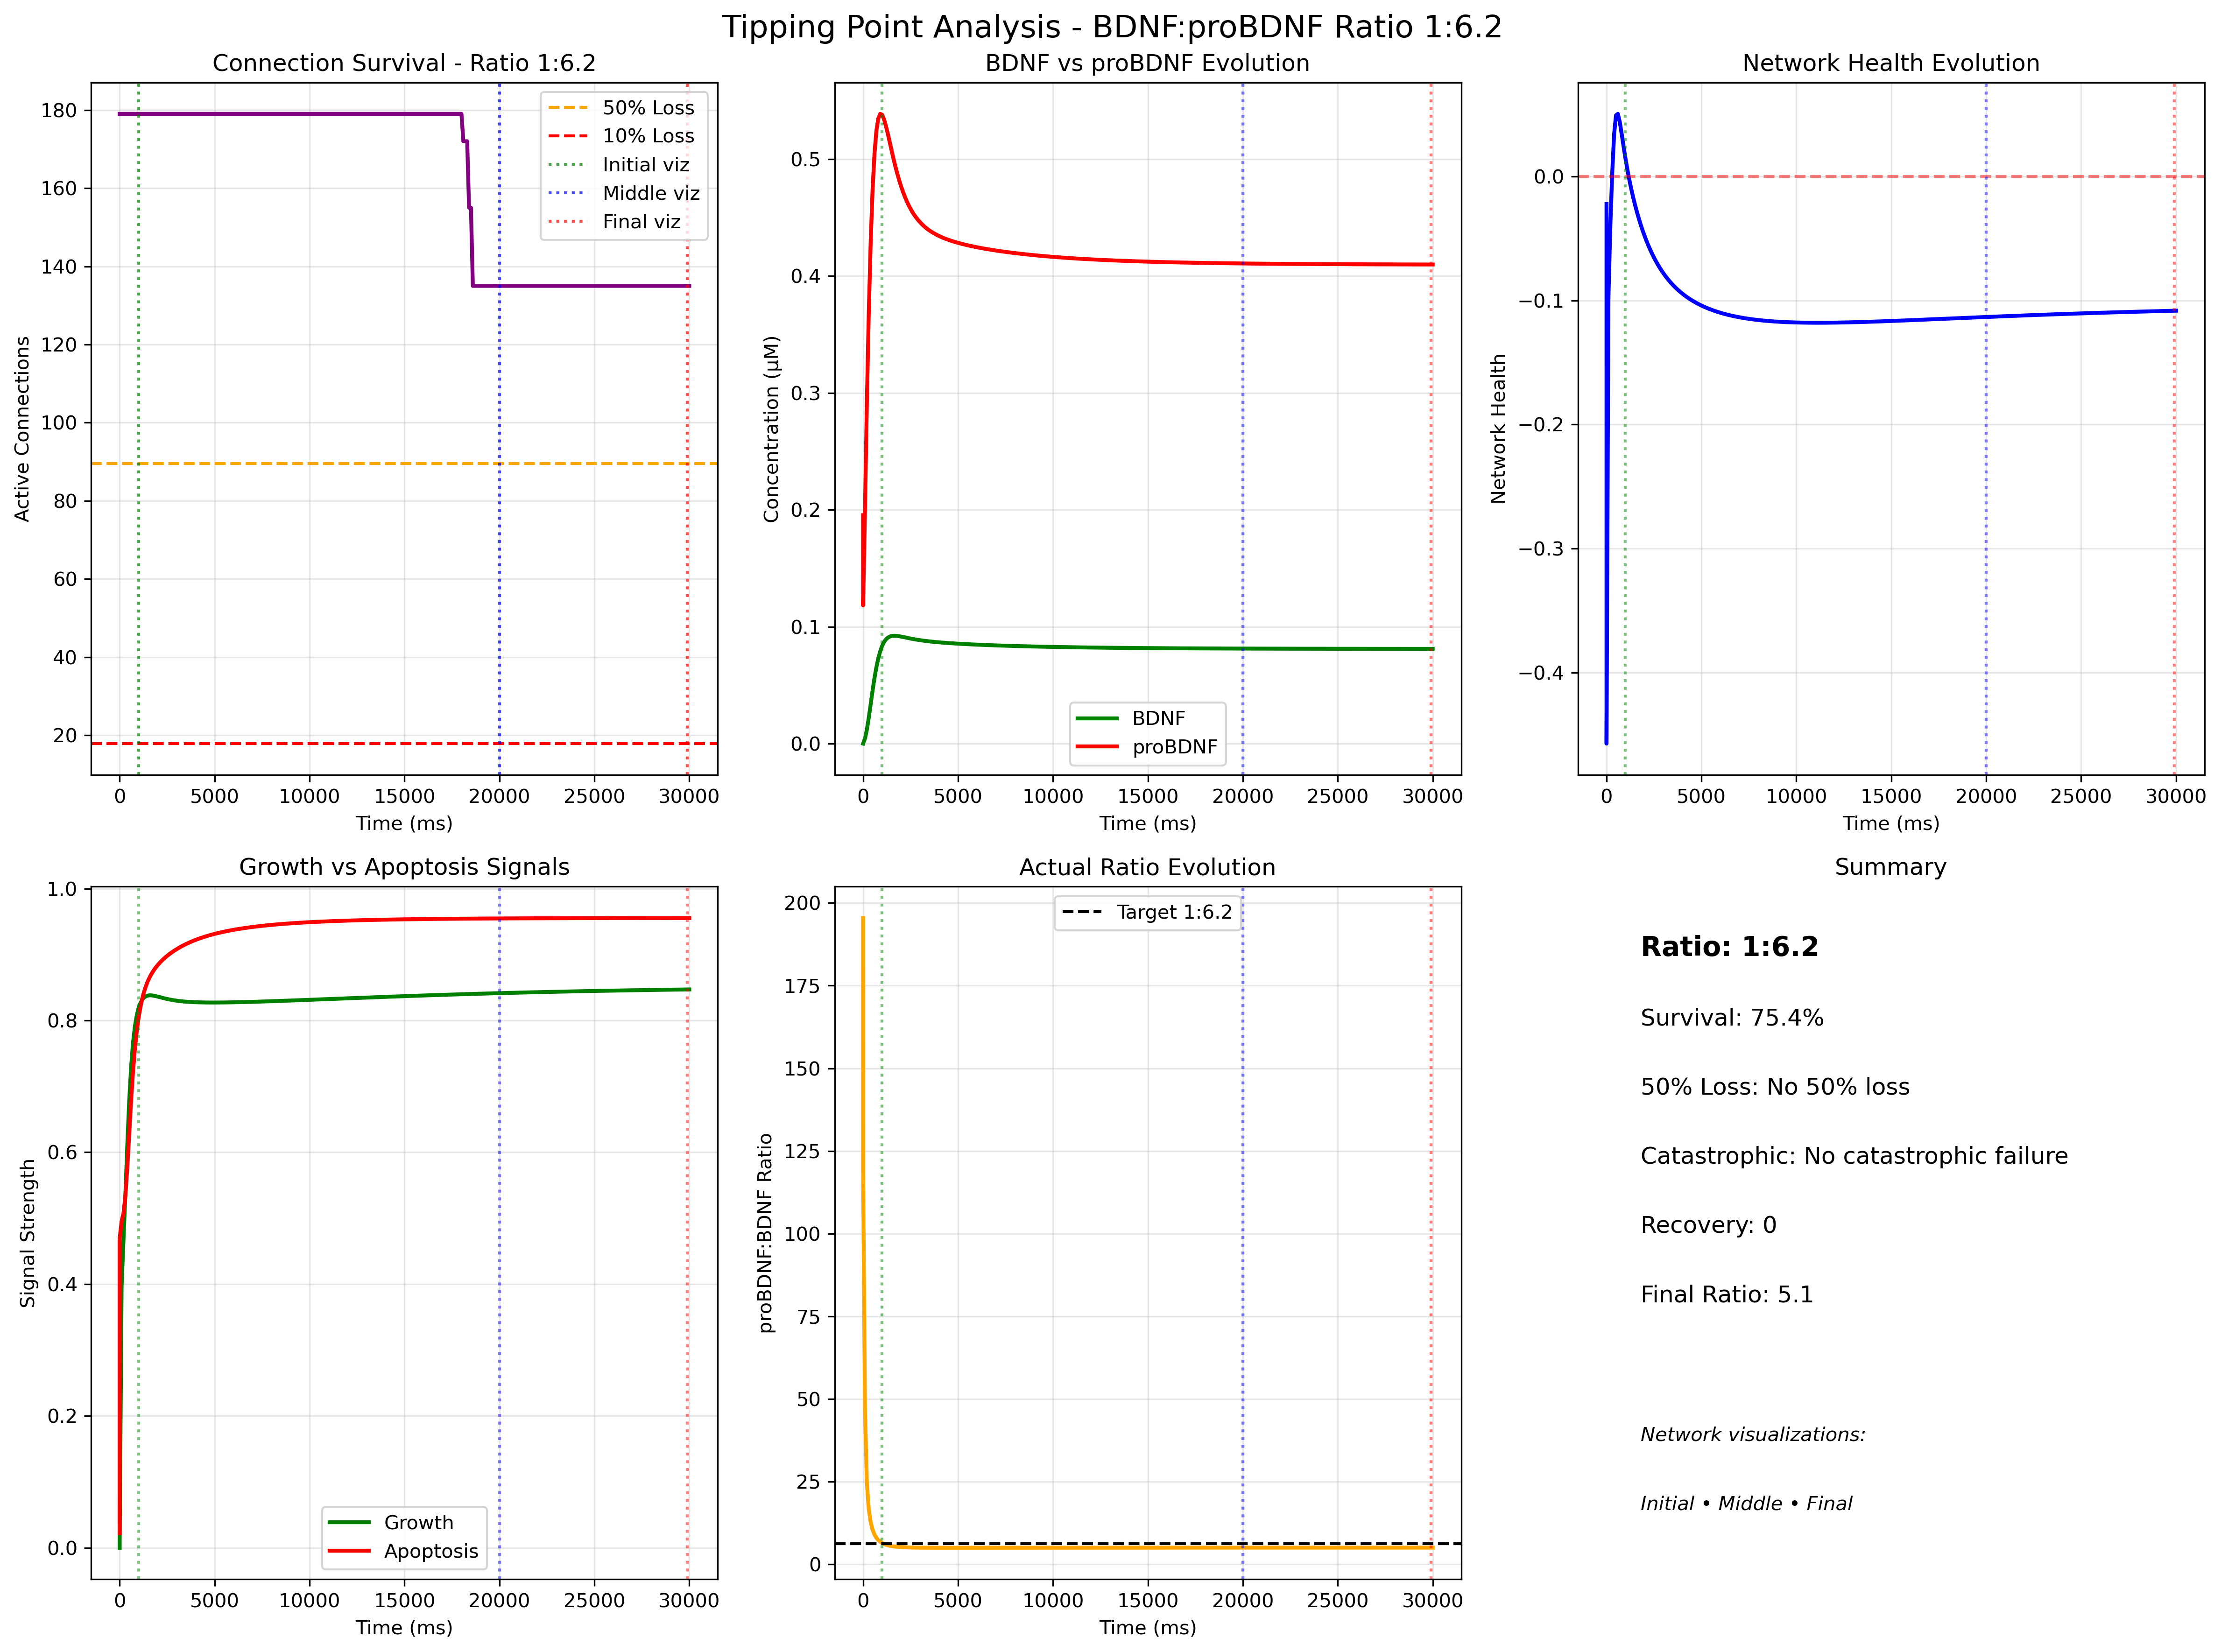 Tipping Point Analysis - BDNF:proBDNF Ratio 1:6.2
Connection Survival - Ratio 1:6.2
Active Connections
180
160
140
120
100
80
60
40
20
50% Loss
10% Loss
Initial viz
Middle viz
Final viz
0 5000 10000 15000 20000 25000 30000
Time (ms)
BDNF vs proBDNF Evolution
Concentration (μM)
0.5
0.4
0.3
0.2
0.1
0.0
BDNF
proBDNF
0 5000 10000 15000 20000 25000 30000
Time (ms)
Network Health Evolution
Network Health
0.0
−0.1
−0.2
−0.3
−0.4
0 5000 10000 15000 20000 25000 30000
Time (ms)
Growth vs Apoptosis Signals
Signal Strength
1.0
0.8
0.6
0.4
0.2
0.0
Growth
Apoptosis
0 5000 10000 15000 20000 25000 30000
Time (ms)
Actual Ratio Evolution
proBDNF:BDNF Ratio
200
175
150
125
100
75
50
25
0
Target 1:6.2
0 5000 10000 15000 20000 25000 30000
Time (ms)
Summary
Ratio: 1:6.2
Survival: 75.4%
50% Loss: No 50% loss
Catastrophic: No catastrophic failure
Recovery: 0
Final Ratio: 5.1
Network visualizations:
Initial • Middle • Final